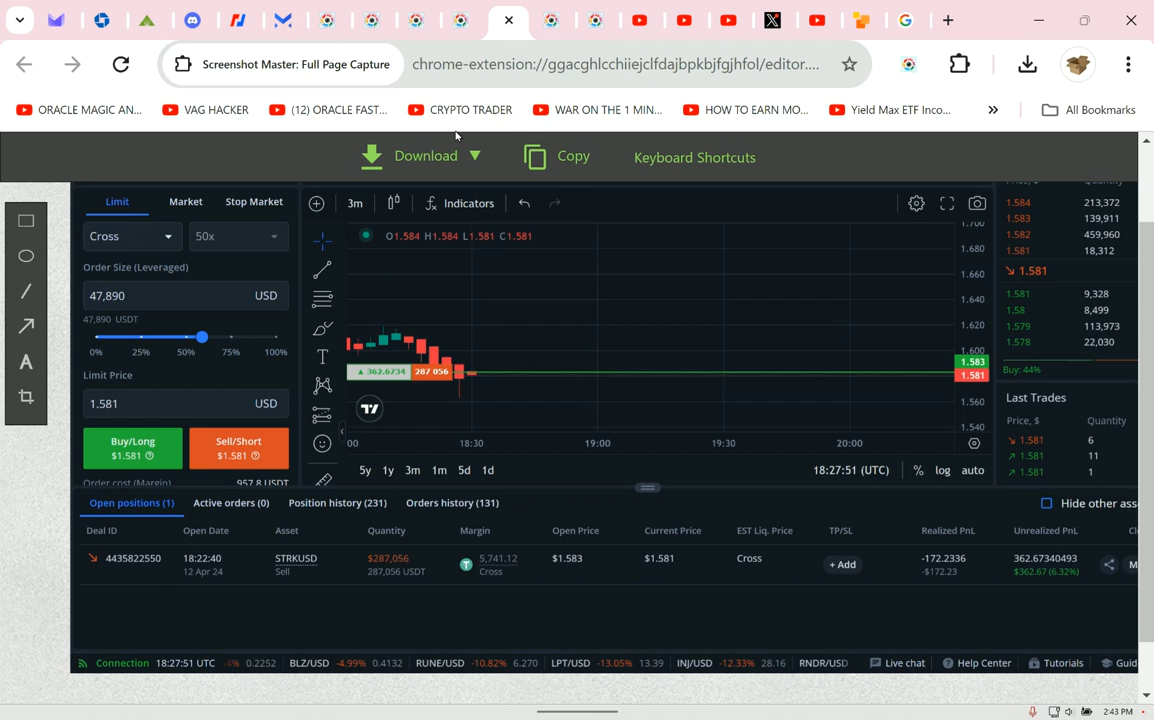 Screenshot Master: Full Page Capture
chrome-extension://ggacghlcchiiejclfdajbpkbjfgjhfol/editor....
ORACLE MAGIC AN...
VAG HACKER
(12) ORACLE FAST...
CRYPTO TRADER
WAR ON THE 1 MIN...
HOW TO EARN MO...
Yield Max ETF Inco...
»
All Bookmarks
Download
Copy
Keyboard Shortcuts
Limit Market Stop Market
Cross 50x
Order Size (Leveraged)
47,890 USD
47,890 USDT
0% 25% 50% 75% 100%
Limit Price
1.581 USD
Buy/Long
$1.581
Sell/Short
$1.581
Order cost (Margin) 957.8 USDT
3m
Indicators
O1.584 H1.584 L1.581 C1.581
1.700
1.680
1.660
1.640
1.620
1.600
1.583
1.581
1.560
1.540
362.6734 287 056
00 18:30 19:00 19:30 20:00
5y 1y 3m 1m 5d 1d
18:27:51 (UTC) % log auto
Price, $ Quantity
1.584 213,372
1.583 139,911
1.582 459,960
1.581 18,312
1.581
1.581 9,328
1.58 8,499
1.579 113,973
1.578 22,030
Buy: 44%
Last Trades
Price, $ Quantity
1.581 6
1.581 11
1.581 1
Open positions (1) Active orders (0) Position history (231) Orders history (131)
Hide other asse
Deal ID Open Date Asset Quantity Margin Open Price Current Price EST Liq. Price TP/SL Realized PnL Unrealized PnL Cl
4435822550 18:22:40 STRKUSD $287,056 5,741.12 $1.583 $1.581 Cross + Add -172.2336 362.67340493 M
12 Apr 24 Sell 287,056 USDT Cross -$172.23 $362.67 (6.32%)
Connection 18:27:51 UTC -4% 0.2252 BLZ/USD -4.99% 0.4132 RUNE/USD -10.82% 6.270 LPT/USD -13.05% 13.39 INJ/USD -12.33% 28.16 RNDR/USD Live chat Help Center Tutorials Guid
2:43 PM